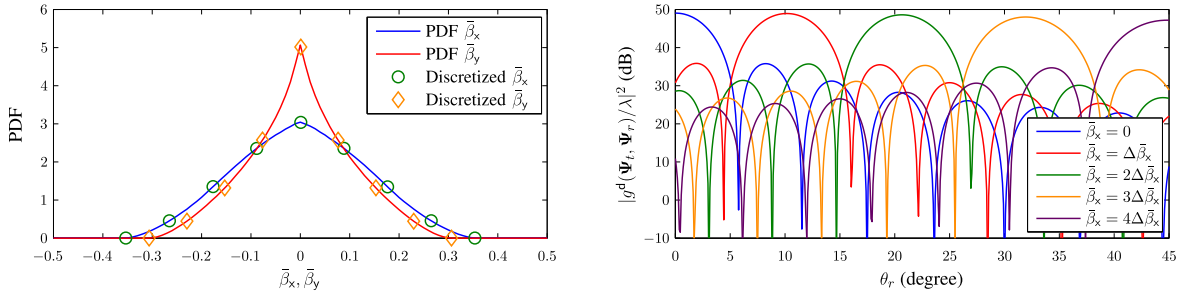 PDF
6
5
4
3
2
1
0
−0.5 −0.4 −0.3 −0.2 −0.1 0 0.1 0.2 0.3 0.4 0.5
β̄x, β̄y
PDF β̄x
PDF β̄y
Discretized β̄x
Discretized β̄y
|g^d(Ψt, Ψr)/λ|² (dB)
50
40
30
20
10
0
−10
0 5 10 15 20 25 30 35 40 45
θr (degree)
β̄x = 0
β̄x = Δβ̄x
β̄x = 2Δβ̄x
β̄x = 3Δβ̄x
β̄x = 4Δβ̄x